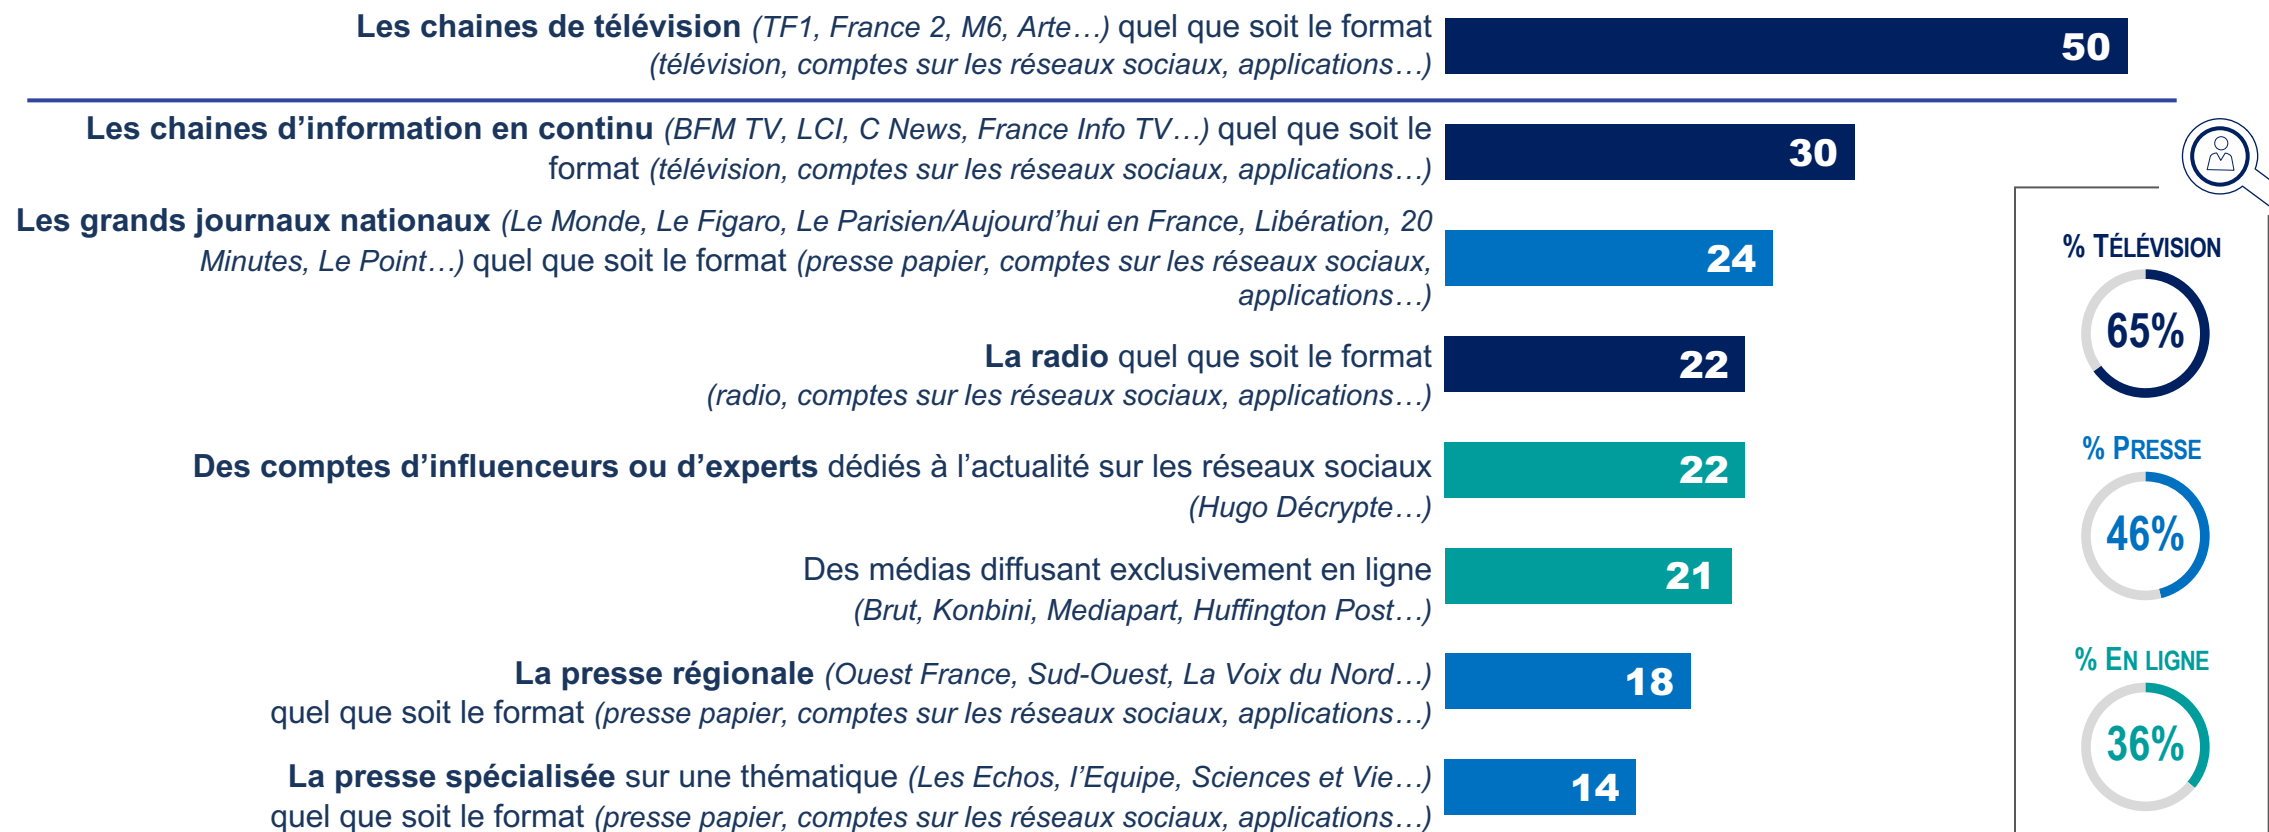 Les chaines de télévision (TF1, France 2, M6, Arte…) quel que soit le format
(télévision, comptes sur les réseaux sociaux, applications…)
50
Les chaines d’information en continu (BFM TV, LCI, C News, France Info TV…) quel que soit le
format (télévision, comptes sur les réseaux sociaux, applications…)
30
Les grands journaux nationaux (Le Monde, Le Figaro, Le Parisien/Aujourd’hui en France, Libération, 20
Minutes, Le Point…) quel que soit le format (presse papier, comptes sur les réseaux sociaux,
applications…)
24
La radio quel que soit le format
(radio, comptes sur les réseaux sociaux, applications…)
22
Des comptes d’influenceurs ou d’experts dédiés à l’actualité sur les réseaux sociaux
(Hugo Décrypte…)
22
Des médias diffusant exclusivement en ligne
(Brut, Konbini, Mediapart, Huffington Post…)
21
La presse régionale (Ouest France, Sud-Ouest, La Voix du Nord…)
quel que soit le format (presse papier, comptes sur les réseaux sociaux, applications…)
18
La presse spécialisée sur une thématique (Les Echos, l’Equipe, Sciences et Vie…)
quel que soit le format (presse papier, comptes sur les réseaux sociaux, applications…)
14
% TÉLÉVISION
65%
% PRESSE
46%
% EN LIGNE
36%